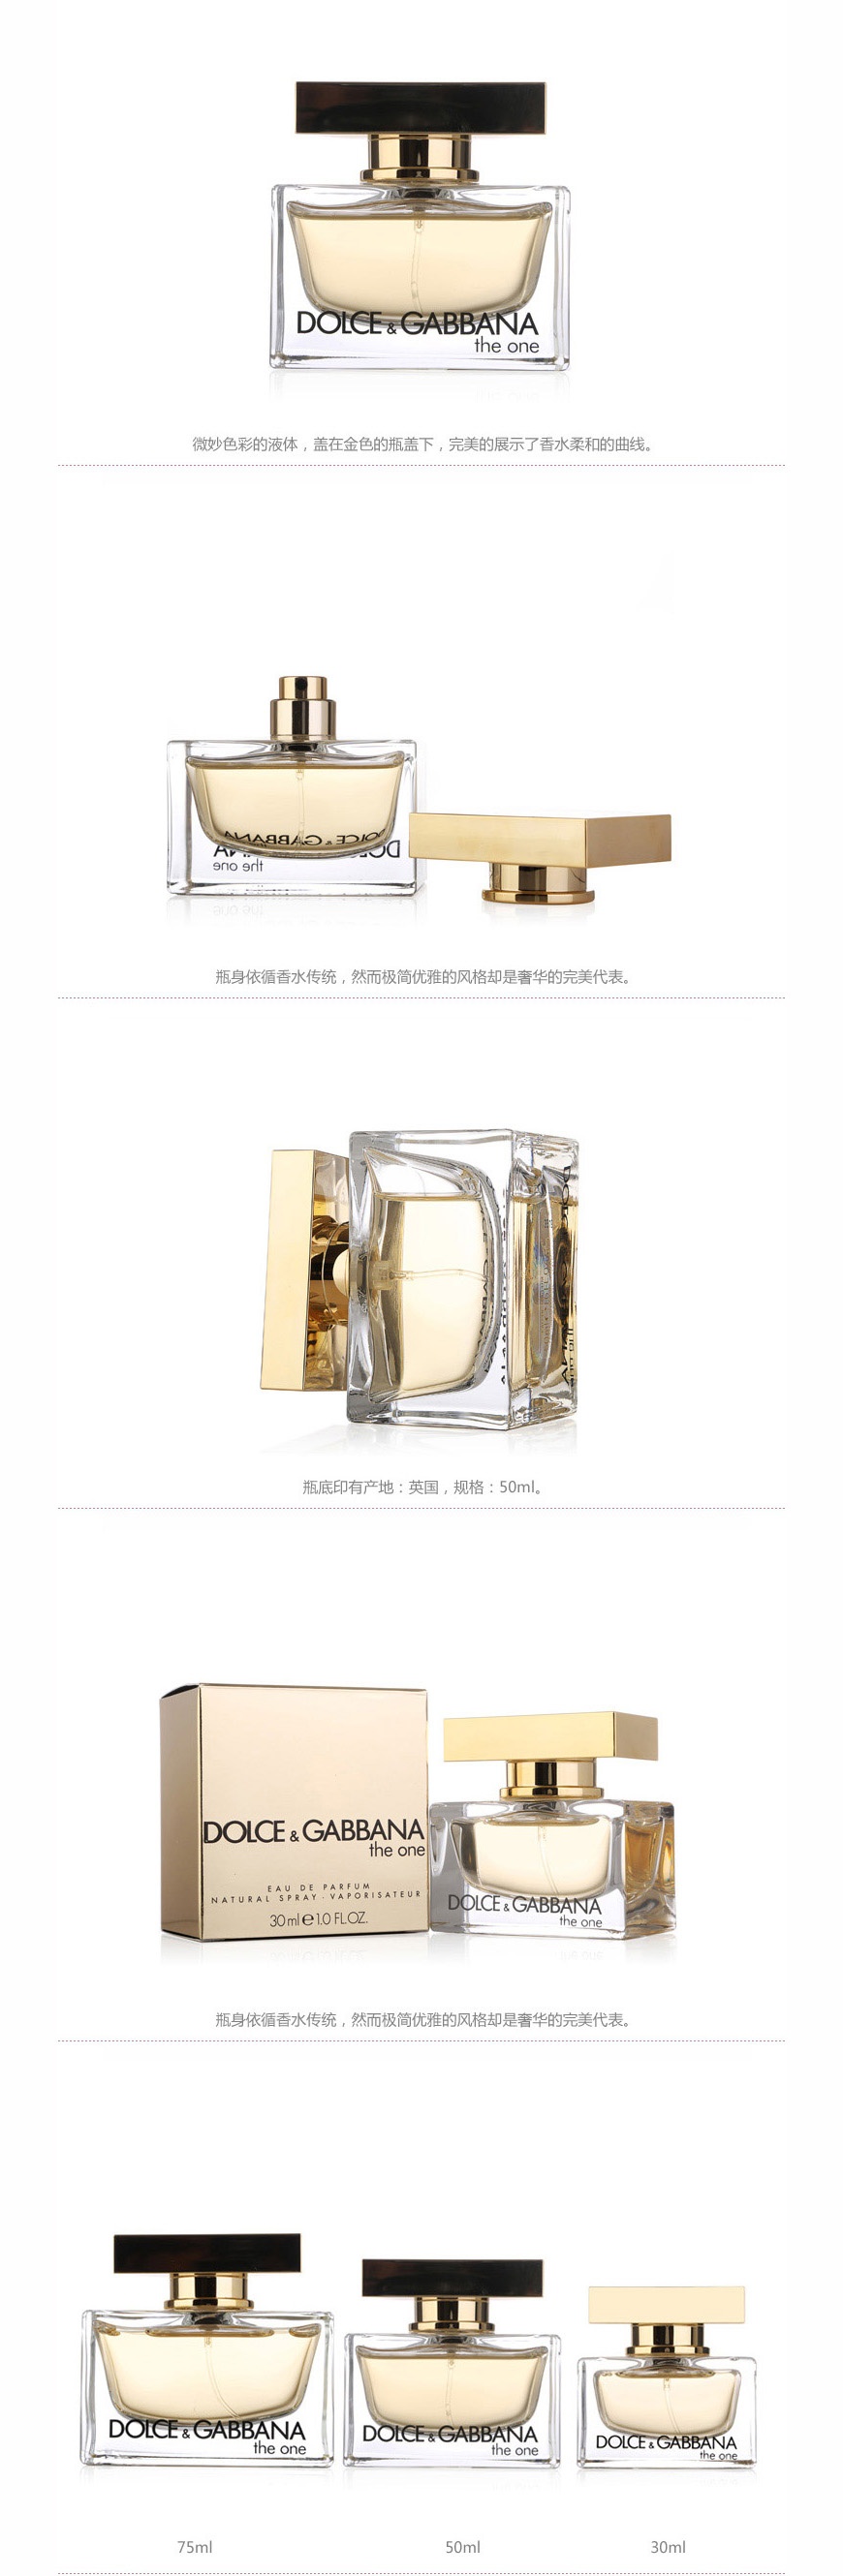 DOLCE & GABBANA
the one
微妙色彩的液体，盖在金色的瓶盖下，完美的展示了香水柔和的曲线。
DOLCE & GABBANA
the one
瓶身依循香水传统，然而极简优雅的风格却是奢华的完美代表。
瓶底印有产地：英国，规格：50ml。
DOLCE & GABBANA
the one
EAU DE PARFUM
NATURAL SPRAY · VAPORISATEUR
30 ml e 1.0 FL.OZ.
DOLCE & GABBANA
the one
瓶身依循香水传统，然而极简优雅的风格却是奢华的完美代表。
DOLCE & GABBANA
the one
DOLCE & GABBANA
the one
DOLCE & GABBANA
the one
75ml
50ml
30ml